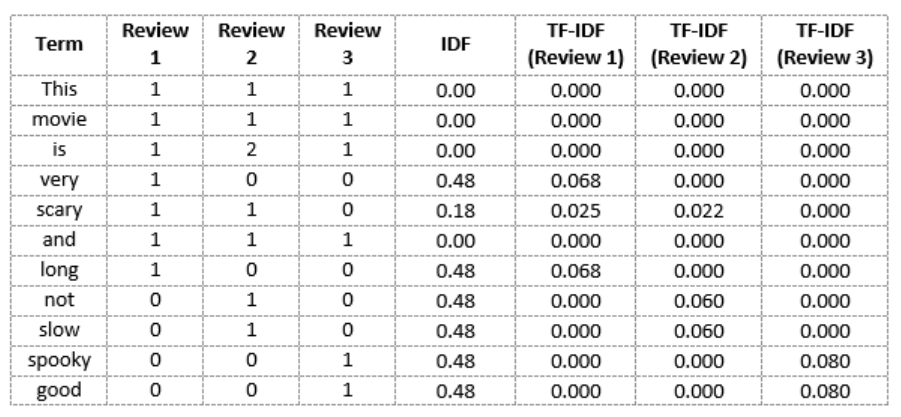 Term Review 1 Review 2 Review 3 IDF TF-IDF (Review 1) TF-IDF (Review 2) TF-IDF (Review 3)
This 1 1 1 0.00 0.000 0.000 0.000
movie 1 1 1 0.00 0.000 0.000 0.000
is 1 2 1 0.00 0.000 0.000 0.000
very 1 0 0 0.48 0.068 0.000 0.000
scary 1 1 0 0.18 0.025 0.022 0.000
and 1 1 1 0.00 0.000 0.000 0.000
long 1 0 0 0.48 0.068 0.000 0.000
not 0 1 0 0.48 0.000 0.060 0.000
slow 0 1 0 0.48 0.000 0.060 0.000
spooky 0 0 1 0.48 0.000 0.000 0.080
good 0 0 1 0.48 0.000 0.000 0.080